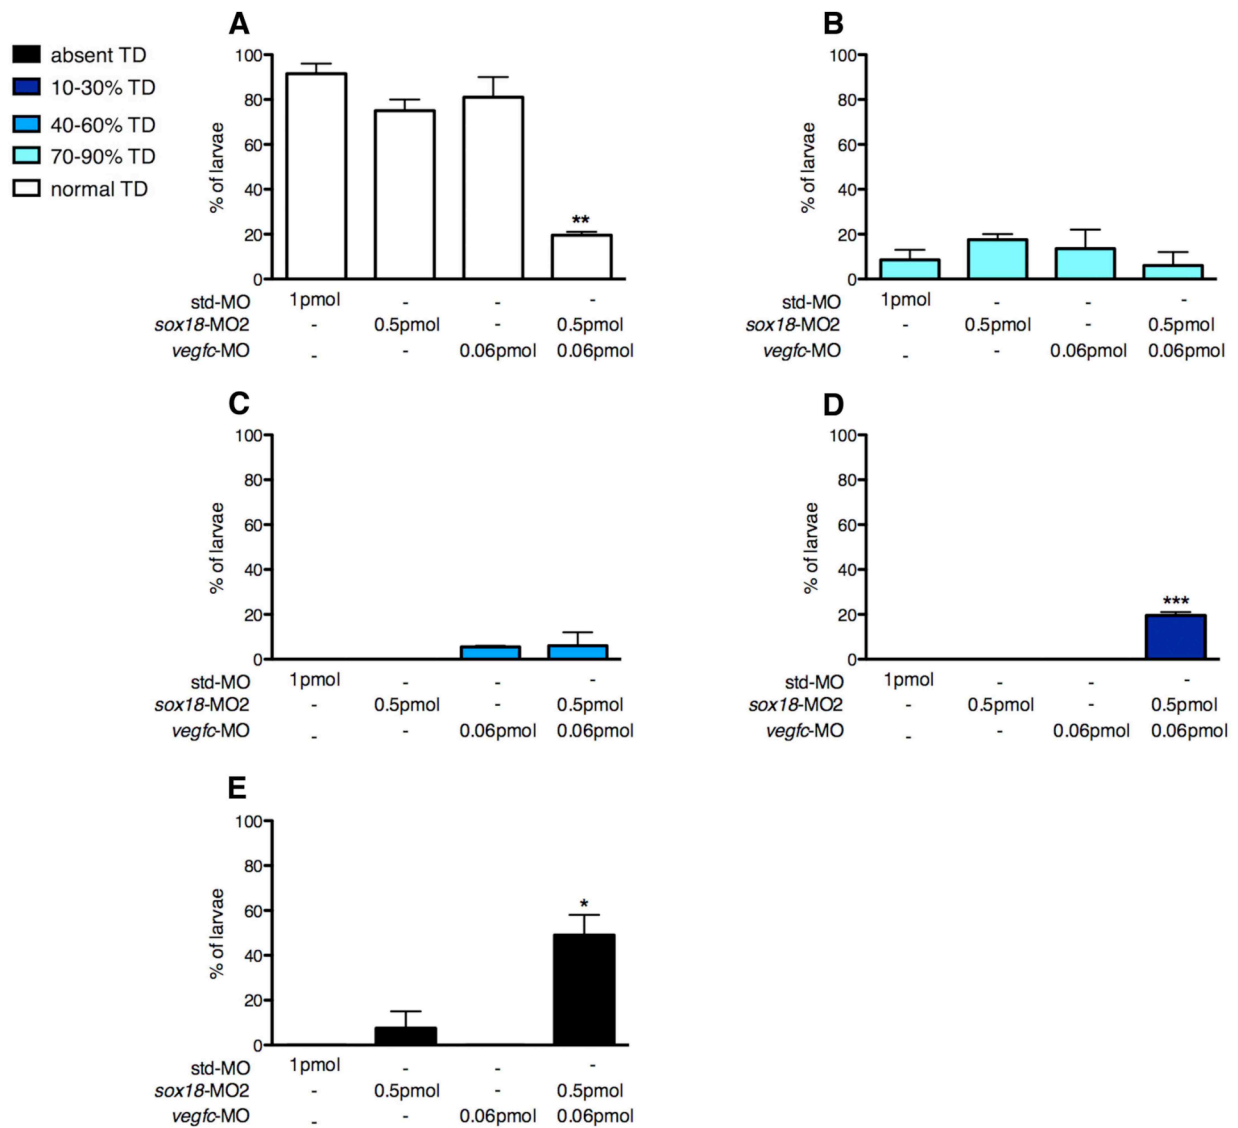 A
B
absent TD
10-30% TD
40-60% TD
70-90% TD
normal TD
% of larvae
100
80
60
40
20
0
**
std-MO 1pmol - - -
sox18-MO2 - 0.5pmol - 0.5pmol
vegfc-MO - - 0.06pmol 0.06pmol
% of larvae
100
80
60
40
20
0
std-MO 1pmol - - -
sox18-MO2 - 0.5pmol - 0.5pmol
vegfc-MO - - 0.06pmol 0.06pmol
C
% of larvae
100
80
60
40
20
0
std-MO 1pmol - - -
sox18-MO2 - 0.5pmol - 0.5pmol
vegfc-MO - - 0.06pmol 0.06pmol
D
% of larvae
100
80
60
40
20
0
***
std-MO 1pmol - - -
sox18-MO2 - 0.5pmol - 0.5pmol
vegfc-MO - - 0.06pmol 0.06pmol
E
% of larvae
100
80
60
40
20
0
*
std-MO 1pmol - - -
sox18-MO2 - 0.5pmol - 0.5pmol
vegfc-MO - - 0.06pmol 0.06pmol